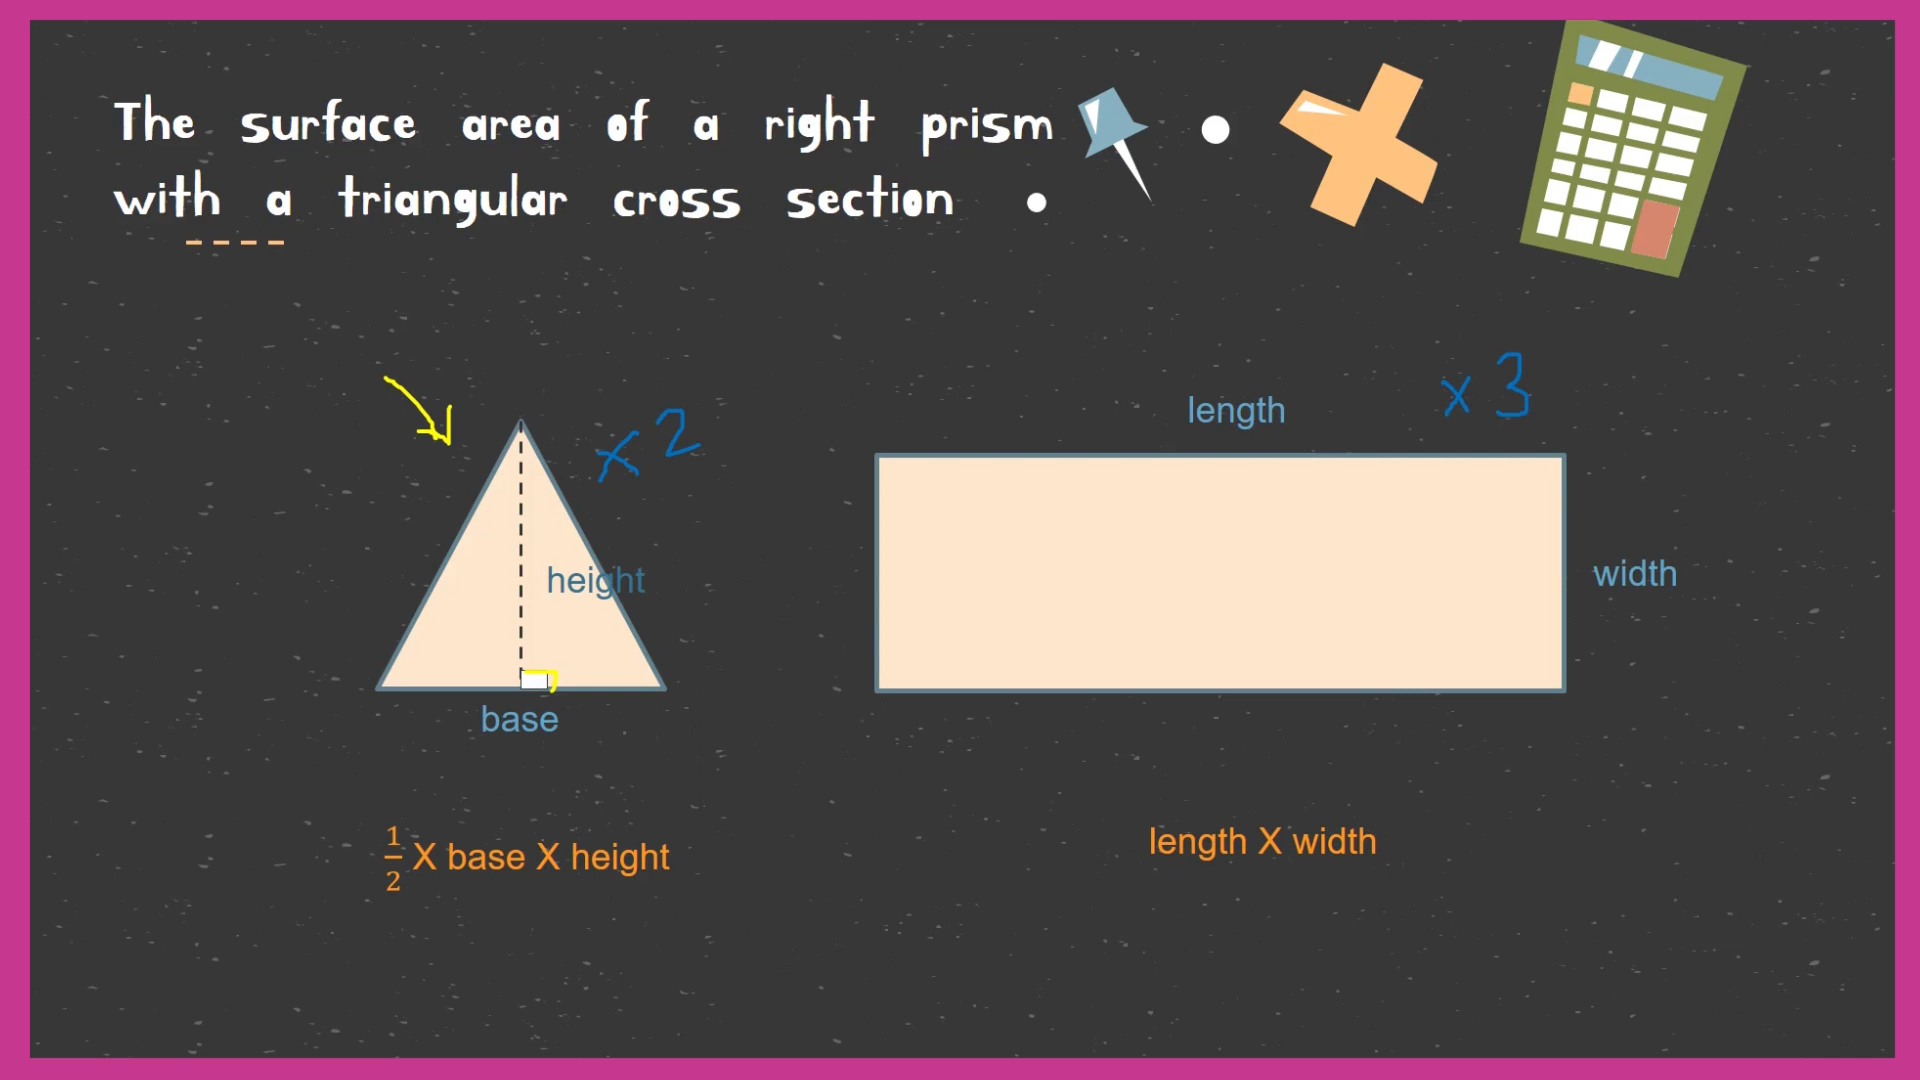 The surface area of a right prism
with a triangular cross section
x 2
height
base
1/2 X base X height
length
x 3
width
length X width